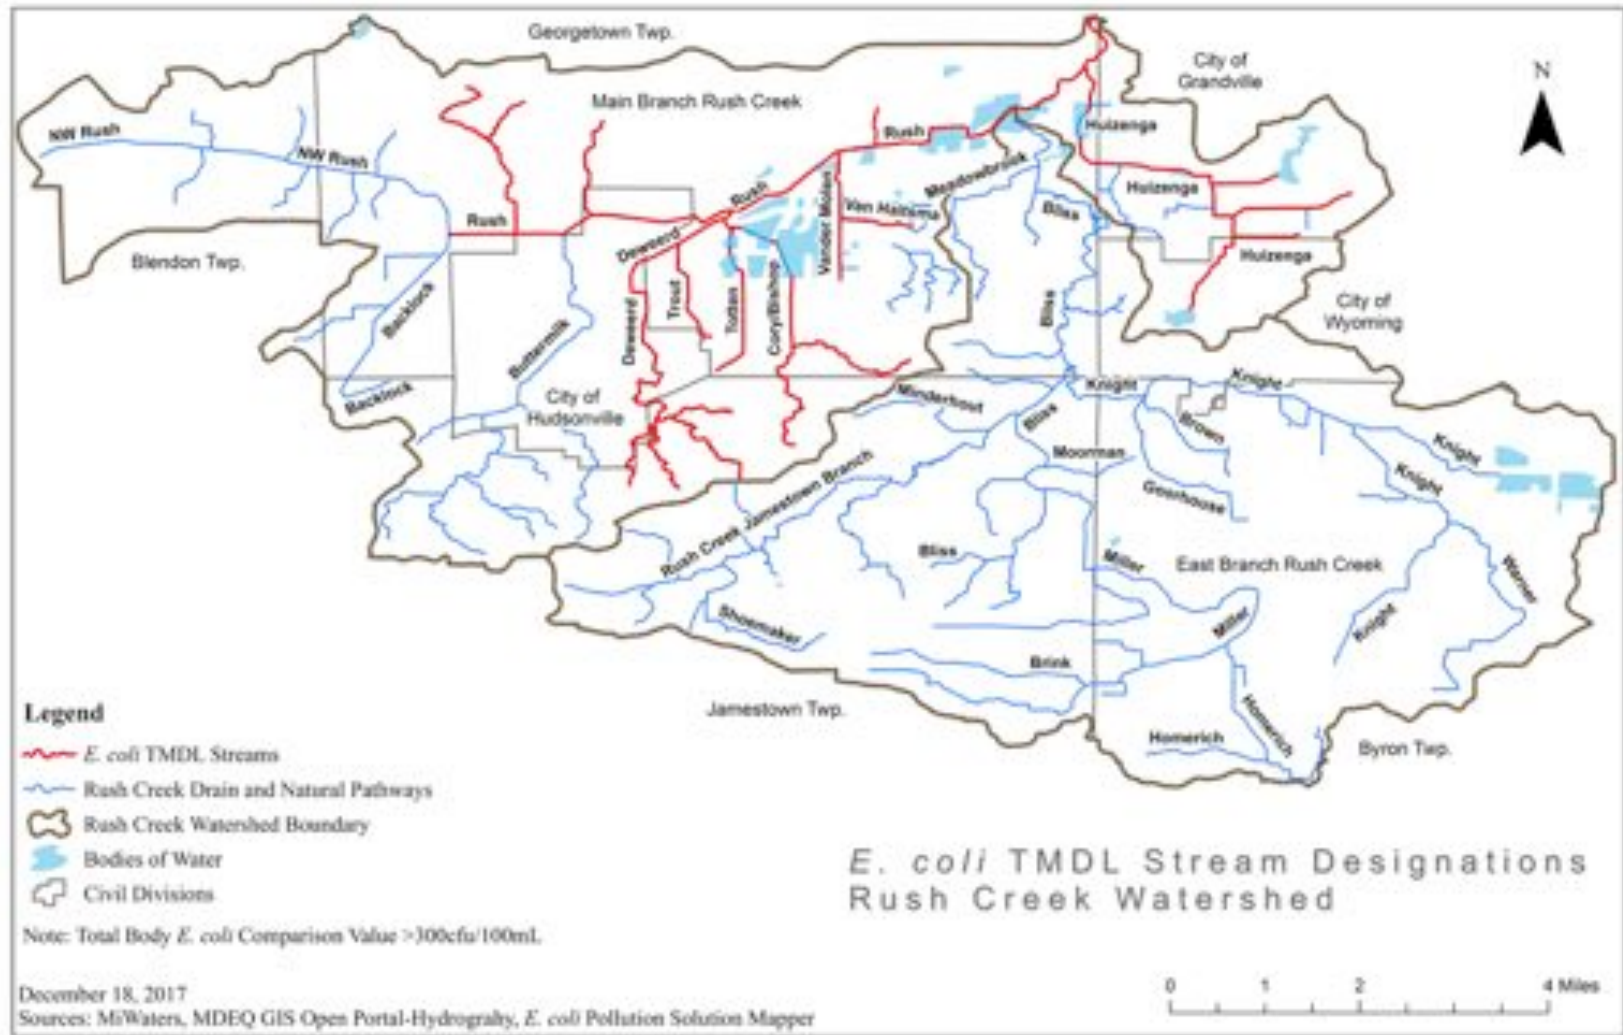 Georgetown Twp.
City of
Grandville
N
Main Branch Rush Creek
NW Rush
NW Rush
Rush
Huizenga
Meadowbrook
Huizenga
Rush
Vander Molen
Van Haitsma
Bliss
Rush
Deweerd
Huizenga
Blendon Twp.
Backlock
Buttermilk
Deweerd
Trout
Totten
Cory/Bishop
Bliss
City of
Wyoming
Backlock
City of
Hudsonville
Minderhout
Knight
Knight
Bliss
Brown
Knight
Moorman
Knight
Goorhouse
Rush Creek Jamestown Branch
Bliss
Miller
East Branch Rush Creek
Warner
Shoemaker
Miller
Knight
Brink
Jamestown Twp.
Homerich
Homerich
Byron Twp.
Legend
E. coli TMDL Streams
Rush Creek Drain and Natural Pathways
Rush Creek Watershed Boundary
Bodies of Water
Civil Divisions
Note: Total Body E. coli Comparison Value >300cfu/100mL
E. coli TMDL Stream Designations
Rush Creek Watershed
December 18, 2017
Sources: MiWaters, MDEQ GIS Open Portal-Hydrograhy, E. coli Pollution Solution Mapper
0 1 2 4 Miles